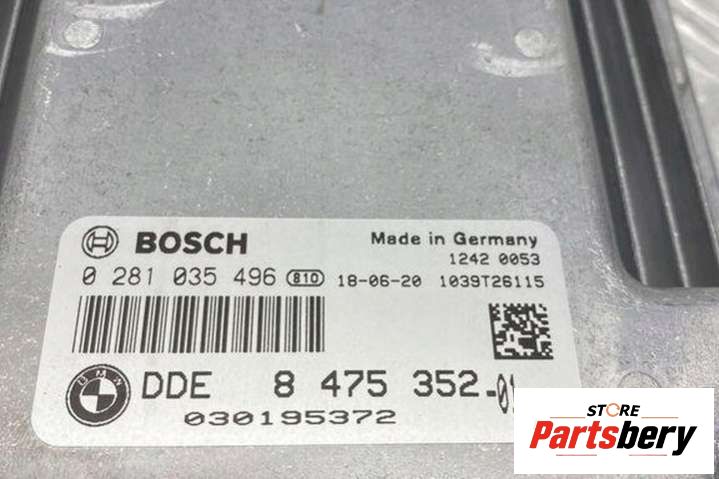 BOSCH
Made in Germany
1242 0053
0 281 035 496 810 18-06-20 1039T26115
BMW
DDE 8 475 352
030195372
STORE
Partsbery